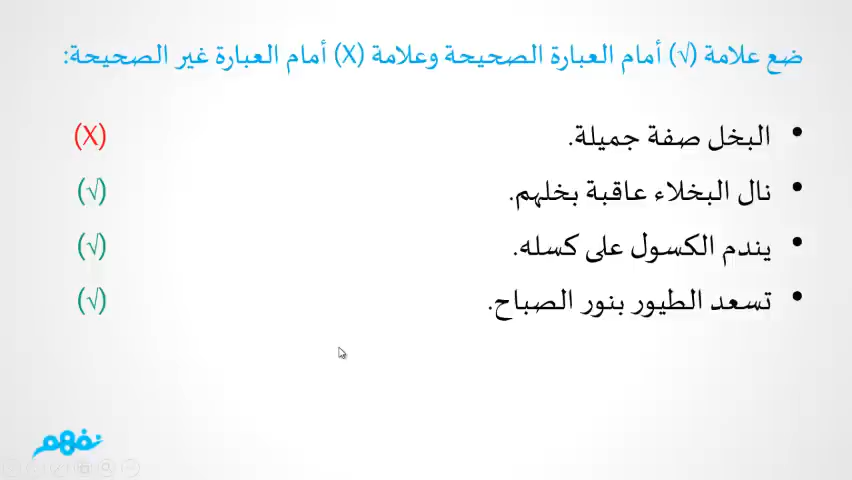 ضع علامة (√) أمام العبارة الصحيحة وعلامة (X) أمام العبارة غير الصحيحة:
• البخل صفة جميلة. (X)
• نال البخلاء عاقبة بخلهم. (√)
• يندم الكسول على كسله. (√)
• تسعد الطيور بنور الصباح. (√)
نفهم